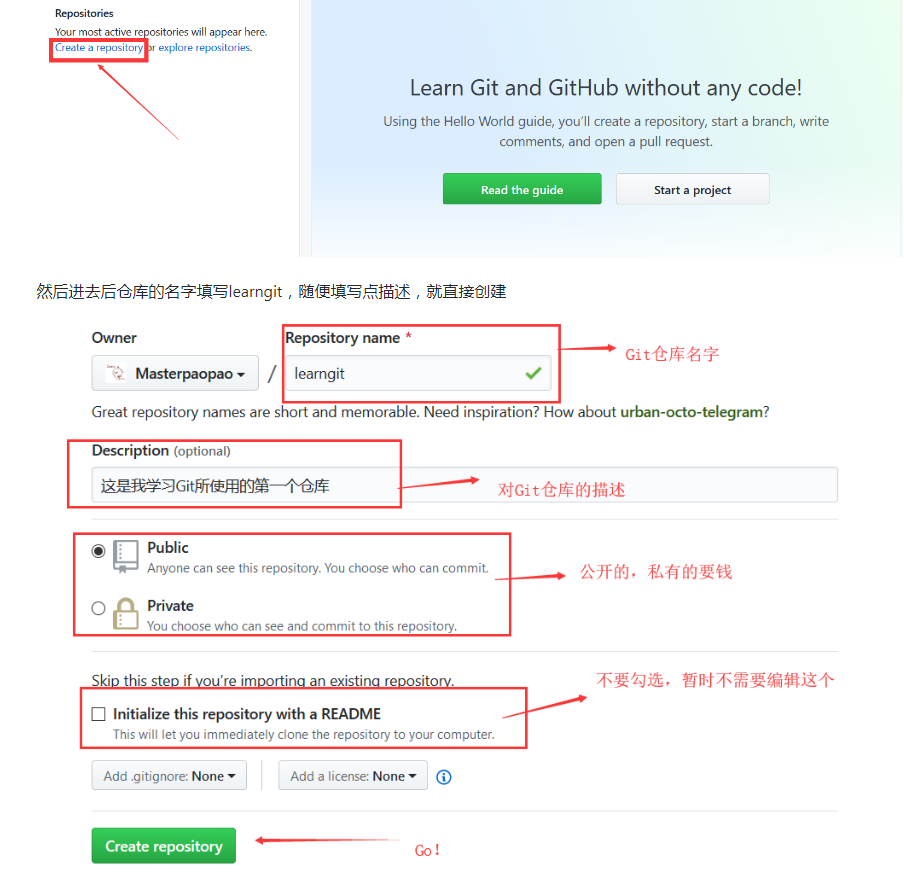 Repositories
Your most active repositories will appear here.
Create a repository or explore repositories.
Learn Git and GitHub without any code!
Using the Hello World guide, you'll create a repository, start a branch, write
comments, and open a pull request.
Read the guide
Start a project
然后进去后仓库的名字填写learngit，随便填写点描述，就直接创建
Owner
Repository name *
Masterpaopao
/
learngit
Git仓库名字
Great repository names are short and memorable. Need inspiration? How about urban-octo-telegram?
Description (optional)
这是我学习Git所使用的第一个仓库
对Git仓库的描述
Public
Anyone can see this repository. You choose who can commit.
公开的，私有的要钱
Private
You choose who can see and commit to this repository.
Skip this step if you're importing an existing repository.
不要勾选，暂时不需要编辑这个
Initialize this repository with a README
This will let you immediately clone the repository to your computer.
Add .gitignore: None
Add a license: None
Create repository
Go！